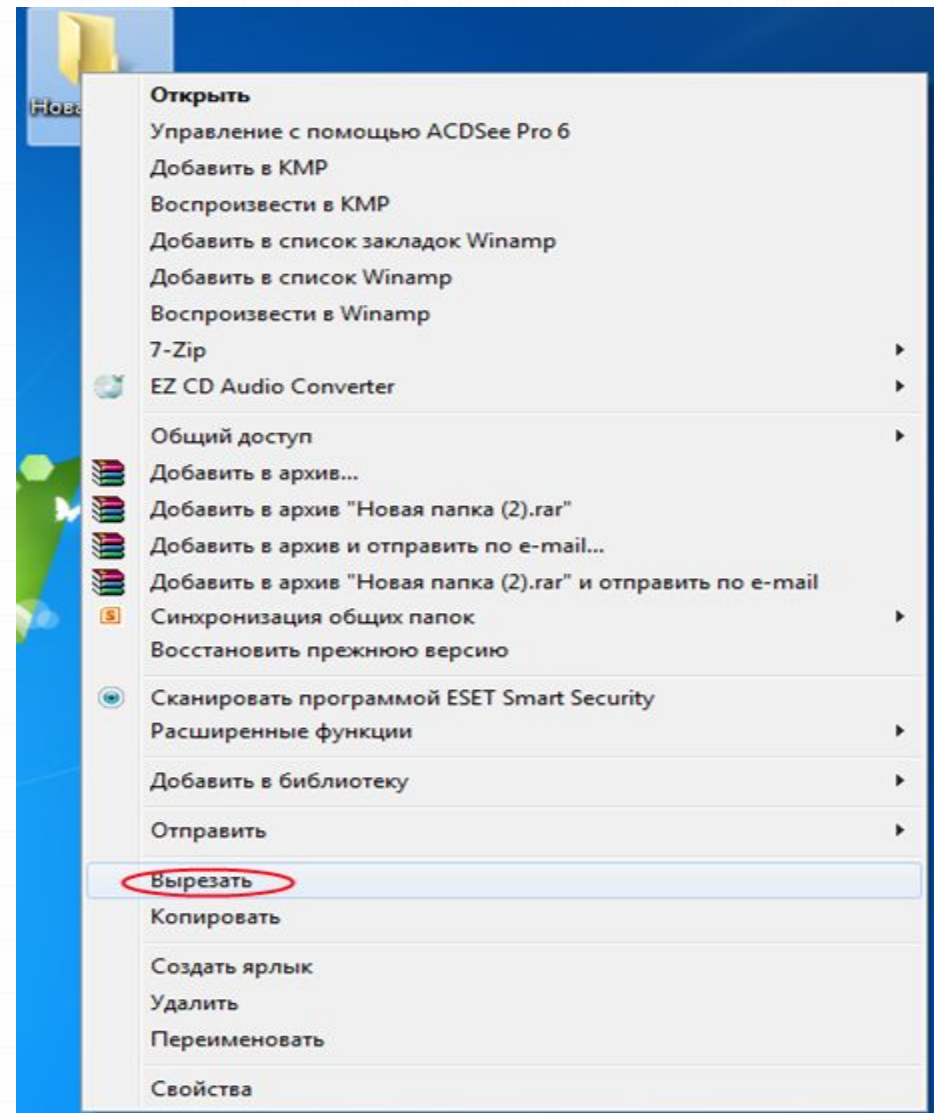 Нова
Открыть
Управление с помощью ACDSee Pro 6
Добавить в KMP
Воспроизвести в KMP
Добавить в список закладок Winamp
Добавить в список Winamp
Воспроизвести в Winamp
7-Zip
EZ CD Audio Converter
Общий доступ
Добавить в архив...
Добавить в архив "Новая папка (2).rar"
Добавить в архив и отправить по e-mail...
Добавить в архив "Новая папка (2).rar" и отправить по e-mail
S Синхронизация общих папок
Восстановить прежнюю версию
Сканировать программой ESET Smart Security
Расширенные функции
Добавить в библиотеку
Отправить
Вырезать
Копировать
Создать ярлык
Удалить
Переименовать
Свойства